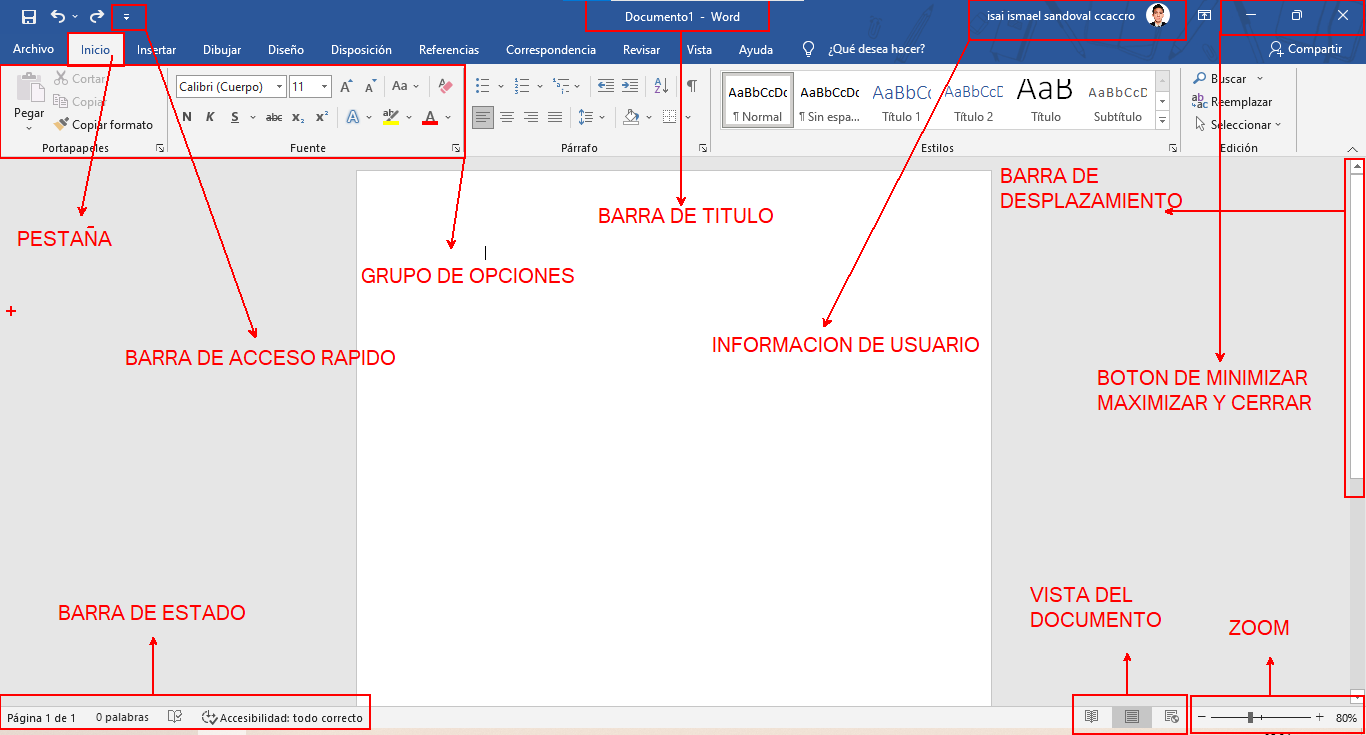 Documento1 - Word
isai ismael sandoval ccaccro
Archivo Inicio Insertar Dibujar Diseño Disposición Referencias Correspondencia Revisar Vista Ayuda ¿Qué desea hacer? Compartir
Pegar
Cortar
Copiar
Copiar formato
Portapapeles
Calibri (Cuerpo) 11 Aa
N K S abc x₂ x² A ab A
Fuente
Párrafo
AaBbCcDc AaBbCcDc AaBbCc AaBbCcD AaB AaBbCcD
¶ Normal ¶ Sin espa... Título 1 Título 2 Título Subtítulo
Estilos
Buscar
Reemplazar
Seleccionar
Edición
BARRA DE
DESPLAZAMIENTO
BARRA DE TITULO
PESTAÑA
GRUPO DE OPCIONES
INFORMACION DE USUARIO
BARRA DE ACCESO RAPIDO
BOTON DE MINIMIZAR
MAXIMIZAR Y CERRAR
VISTA DEL
DOCUMENTO
BARRA DE ESTADO
ZOOM
Página 1 de 1 0 palabras Accesibilidad: todo correcto
80%